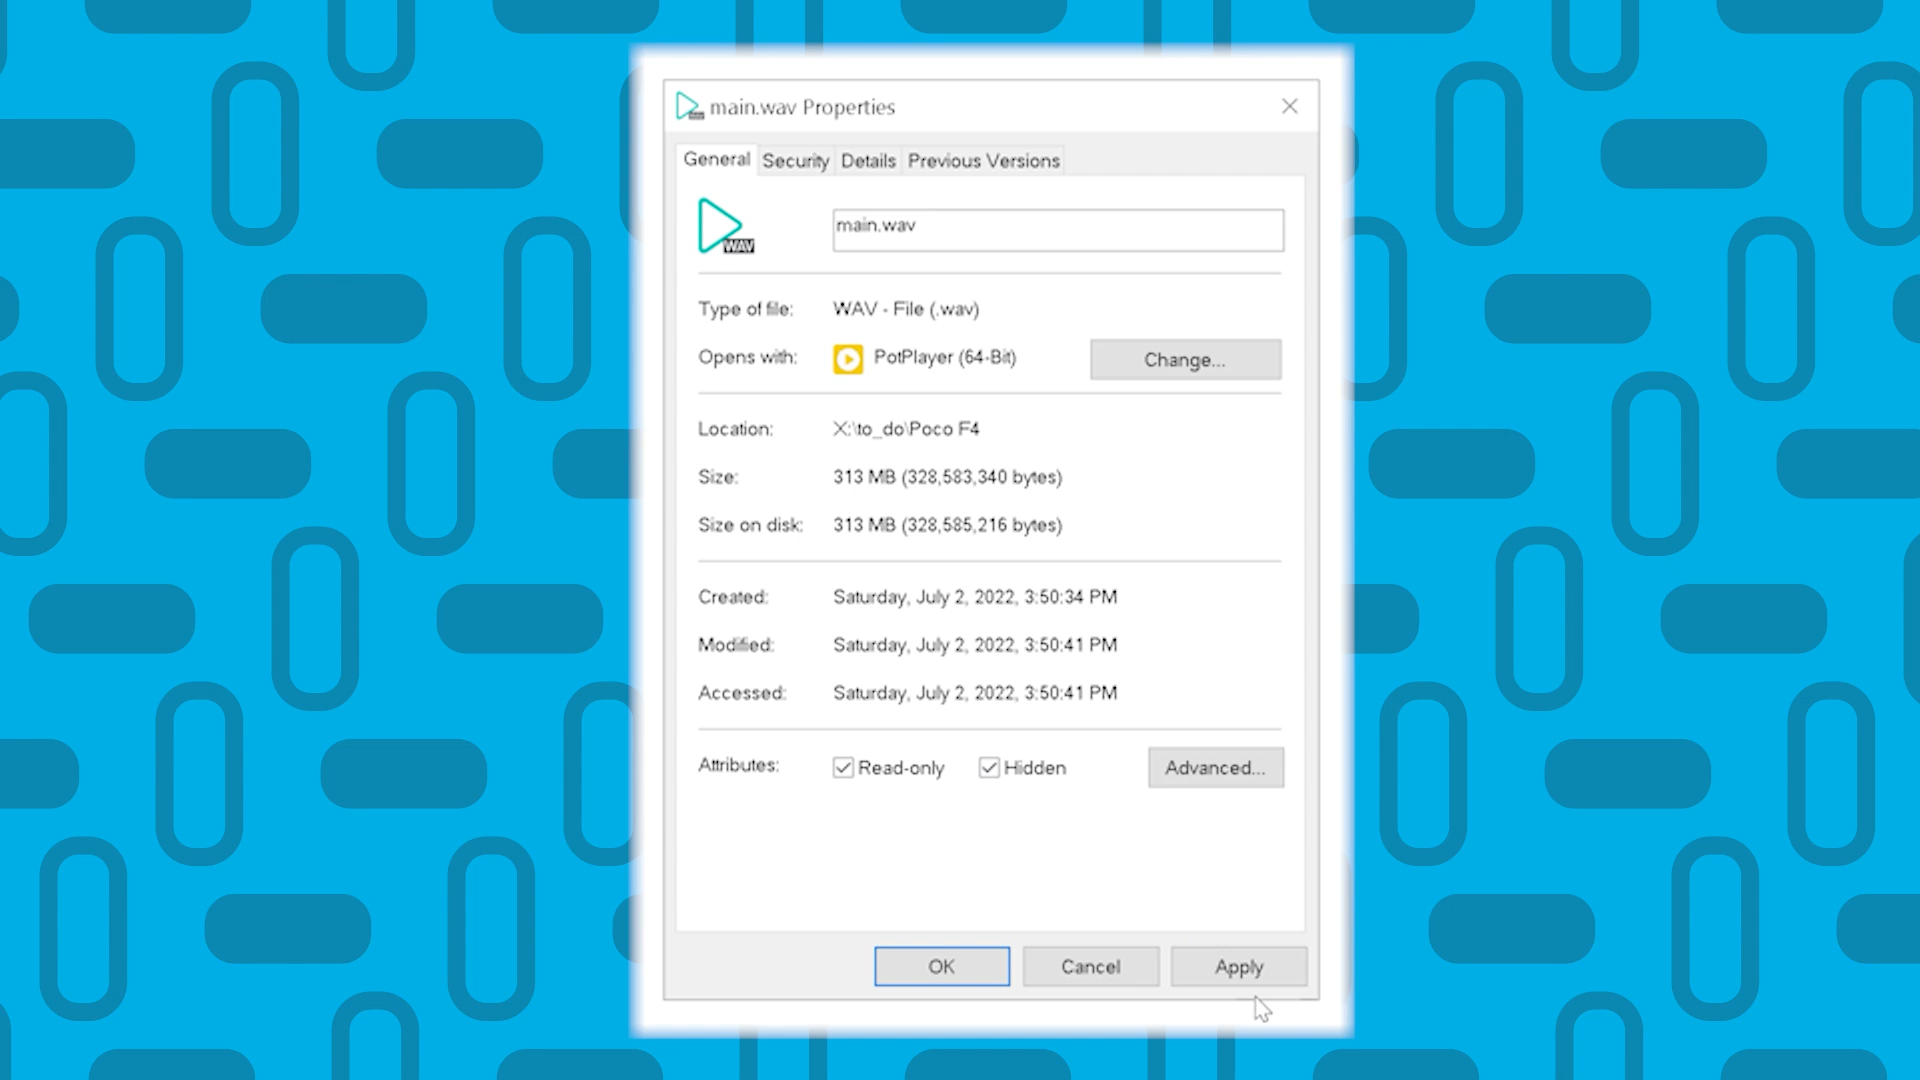 main.wav Properties
General Security Details Previous Versions
WAV
main.wav
Type of file: WAV - File (.wav)
Opens with: PotPlayer (64-Bit) Change...
Location: X:\to_do\Poco F4
Size: 313 MB (328,583,340 bytes)
Size on disk: 313 MB (328,585,216 bytes)
Created: Saturday, July 2, 2022, 3:50:34 PM
Modified: Saturday, July 2, 2022, 3:50:41 PM
Accessed: Saturday, July 2, 2022, 3:50:41 PM
Attributes: Read-only Hidden Advanced...
OK Cancel Apply